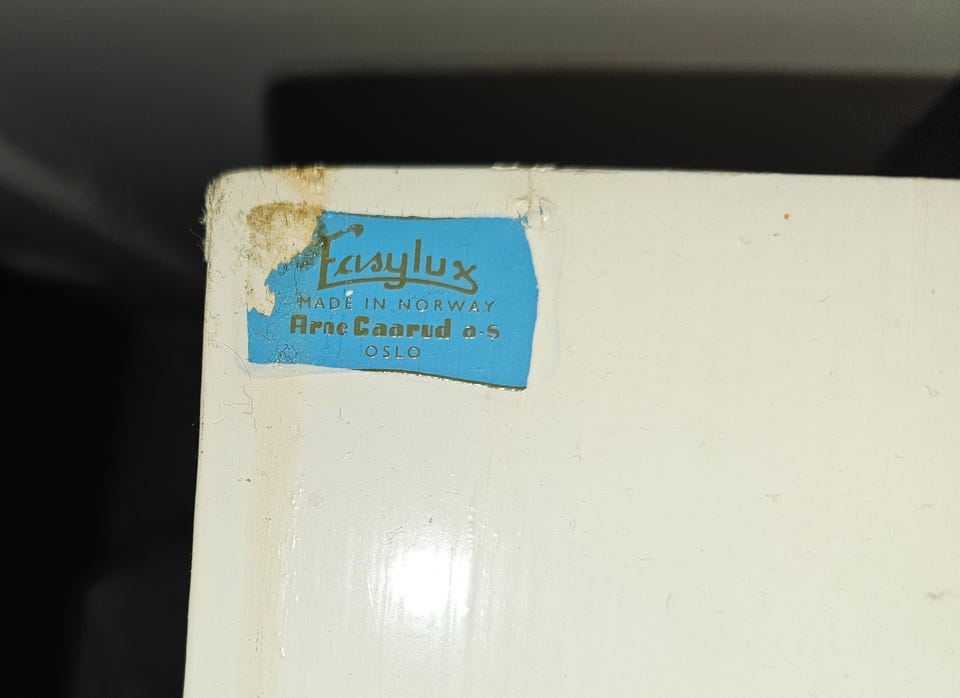 Easylux
MADE IN NORWAY
Arne Gaarud a-s
OSLO